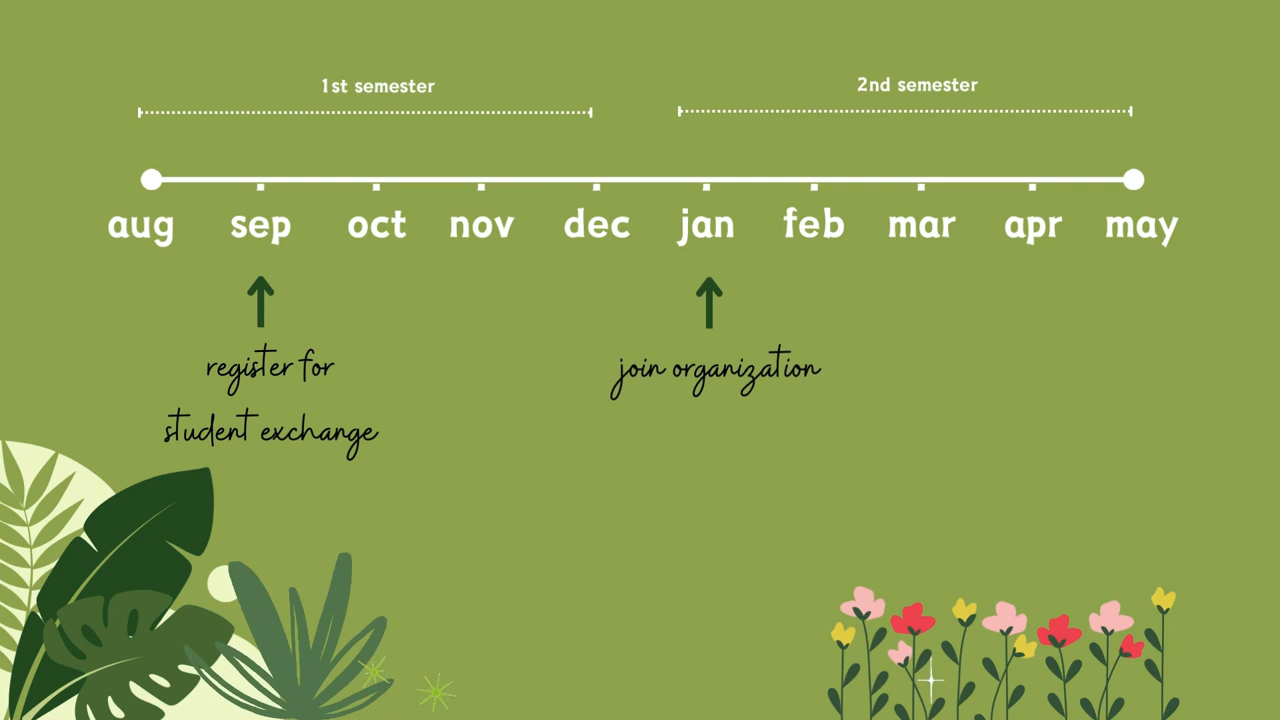 1st semester
2nd semester
aug sep oct nov dec jan feb mar apr may
register for
student exchange
join organization